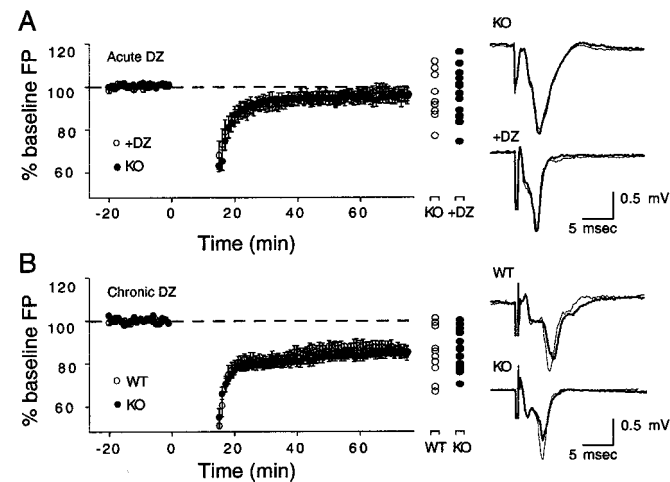 A
% baseline FP
120
100
80
60
Acute DZ
+DZ
KO
-20
0
20
40
60
Time (min)
KO +DZ
KO
+DZ
0.5 mV
5 msec
B
% baseline FP
120
100
80
60
Chronic DZ
WT
KO
-20
0
20
40
60
Time (min)
WT KO
WT
KO
0.5 mV
5 msec